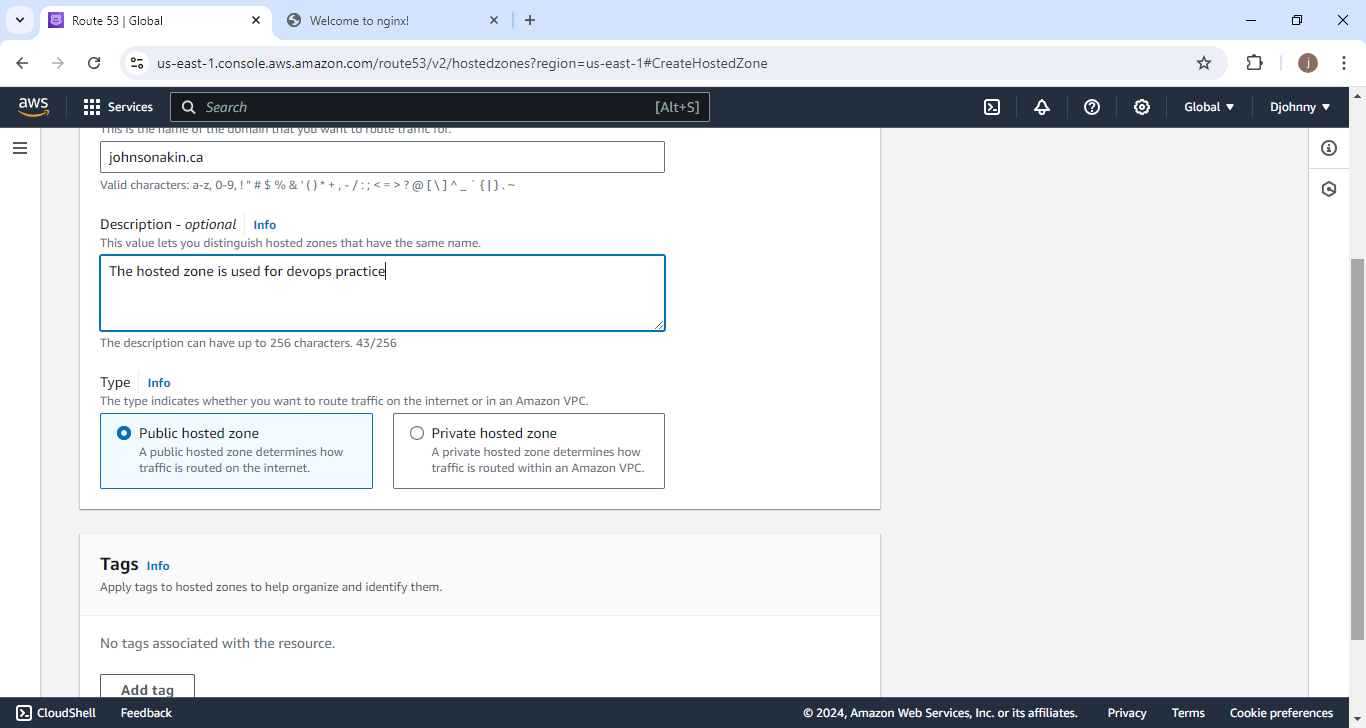 Route 53 | Global
Welcome to nginx!
us-east-1.console.aws.amazon.com/route53/v2/hostedzones?region=us-east-1#CreateHostedZone
j
aws
Services
Search
[Alt+S]
Global
Djohnny
This is the name of the domain that you want to route traffic for.
johnsonakin.ca
Valid characters: a-z, 0-9, ! " # $ % & ' ( ) * + , - / : ; < = > ? @ [ \ ] ^ _ ` { | } . ~
Description - optional Info
This value lets you distinguish hosted zones that have the same name.
The hosted zone is used for devops practice
The description can have up to 256 characters. 43/256
Type Info
The type indicates whether you want to route traffic on the internet or in an Amazon VPC.
Public hosted zone
A public hosted zone determines how
traffic is routed on the internet.
Private hosted zone
A private hosted zone determines how
traffic is routed within an Amazon VPC.
Tags Info
Apply tags to hosted zones to help organize and identify them.
No tags associated with the resource.
Add tag
CloudShell
Feedback
© 2024, Amazon Web Services, Inc. or its affiliates.
Privacy
Terms
Cookie preferences